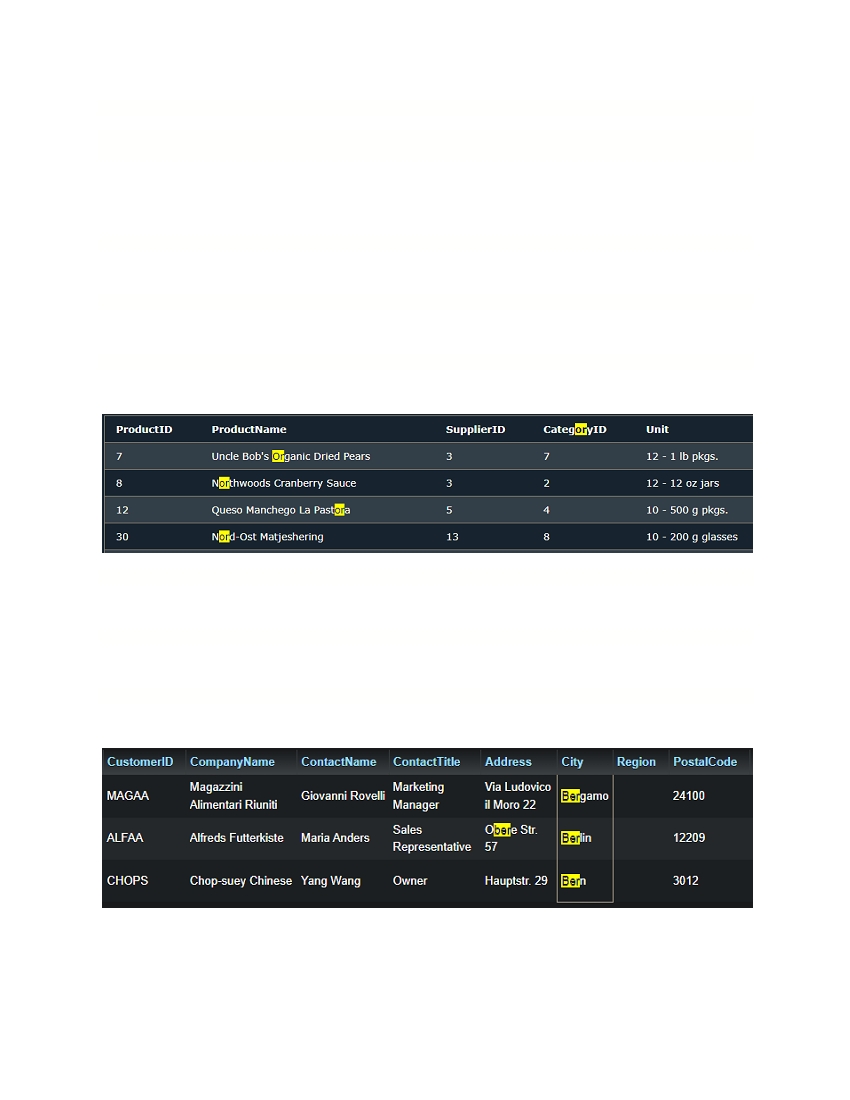 ProductID ProductName SupplierID CategoryID Unit
7 Uncle Bob's Organic Dried Pears 3 7 12 - 1 lb pkgs.
8 Northwoods Cranberry Sauce 3 2 12 - 12 oz jars
12 Queso Manchego La Pastora 5 4 10 - 500 g pkgs.
30 Nord-Ost Matjeshering 13 8 10 - 200 g glasses
CustomerID CompanyName ContactName ContactTitle Address City Region PostalCode
MAGAA Magazzini Alimentari Riuniti Giovanni Rovelli Marketing Manager Via Ludovico il Moro 22 Bergamo 24100
ALFAA Alfreds Futterkiste Maria Anders Sales Representative Obere Str. 57 Berlin 12209
CHOPS Chop-suey Chinese Yang Wang Owner Hauptstr. 29 Bern 3012